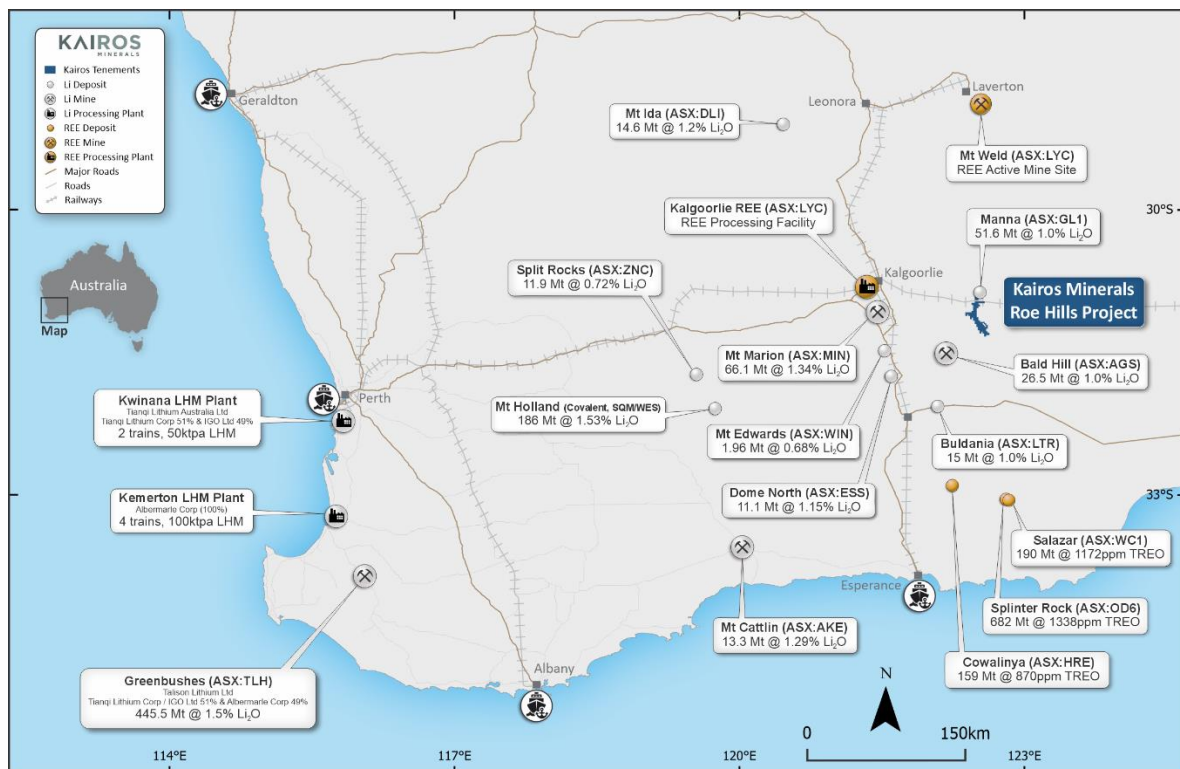 KAIROS
MINERALS
Kairos Tenements
Li Deposit
Li Mine
Li Processing Plant
REE Deposit
REE Mine
REE Processing Plant
Major Roads
Roads
Railways
Australia
Map
Geraldton
Leonora
Laverton
Mt Ida (ASX:DLI)
14.6 Mt @ 1.2% Li₂O
Mt Weld (ASX:LYC)
REE Active Mine Site
30°S
Kalgoorlie REE (ASX:LYC)
REE Processing Facility
Manna (ASX:GL1)
51.6 Mt @ 1.0% Li₂O
Kalgoorlie
Split Rocks (ASX:ZNC)
11.9 Mt @ 0.72% Li₂O
Kairos Minerals
Roe Hills Project
Mt Marion (ASX:MIN)
66.1 Mt @ 1.34% Li₂O
Bald Hill (ASX:AGS)
26.5 Mt @ 1.0% Li₂O
Perth
Kwinana LHM Plant
Tianqi Lithium Australia Ltd
Tianqi Lithium Corp 51% & IGO Ltd 49%
2 trains, 50ktpa LHM
Mt Holland (Covalent, SQM/WES)
186 Mt @ 1.53% Li₂O
Mt Edwards (ASX:WIN)
1.96 Mt @ 0.68% Li₂O
Buldania (ASX:LTR)
15 Mt @ 1.0% Li₂O
Kemerton LHM Plant
Albermarle Corp (100%)
4 trains, 100ktpa LHM
Dome North (ASX:ESS)
11.1 Mt @ 1.15% Li₂O
33°S
Salazar (ASX:WC1)
190 Mt @ 1172ppm TREO
Esperance
Splinter Rock (ASX:OD6)
682 Mt @ 1338ppm TREO
Mt Cattlin (ASX:AKE)
13.3 Mt @ 1.29% Li₂O
Cowalinya (ASX:HRE)
159 Mt @ 870ppm TREO
Albany
Greenbushes (ASX:TLH)
Talison Lithium Ltd
Tianqi Lithium Corp / IGO Ltd 51% & Albermarle Corp 49%
445.5 Mt @ 1.5% Li₂O
N
0 150km
114°E 117°E 120°E 123°E